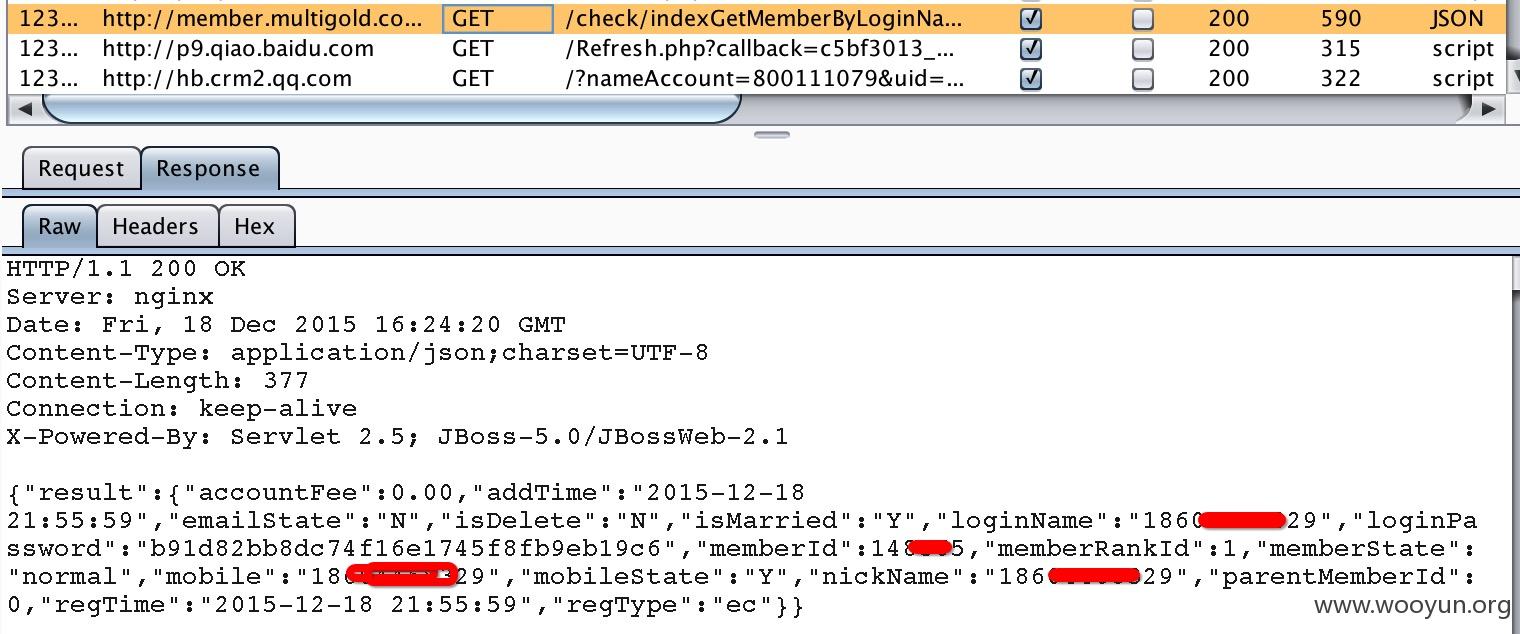 123... http://member.multigold.co... GET /check/indexGetMemberByLoginNa... 200 590 JSON
123... http://p9.qiao.baidu.com GET /Refresh.php?callback=c5bf3013_... 200 315 script
123... http://hb.crm2.qq.com GET /?nameAccount=800111079&uid=... 200 322 script
Request Response
Raw Headers Hex
HTTP/1.1 200 OK
Server: nginx
Date: Fri, 18 Dec 2015 16:24:20 GMT
Content-Type: application/json;charset=UTF-8
Content-Length: 377
Connection: keep-alive
X-Powered-By: Servlet 2.5; JBoss-5.0/JBossWeb-2.1
{"result":{"accountFee":0.00,"addTime":"2015-12-18
21:55:59","emailState":"N","isDelete":"N","isMarried":"Y","loginName":"1860 29","loginPa
ssword":"b91d82bb8dc74f16e1745f8fb9eb19c6","memberId":148 5,"memberRankId":1,"memberState":
"normal","mobile":"186 29","mobileState":"Y","nickName":"186 29","parentMemberId":
0,"regTime":"2015-12-18 21:55:59","regType":"ec"}}
www.wooyun.org